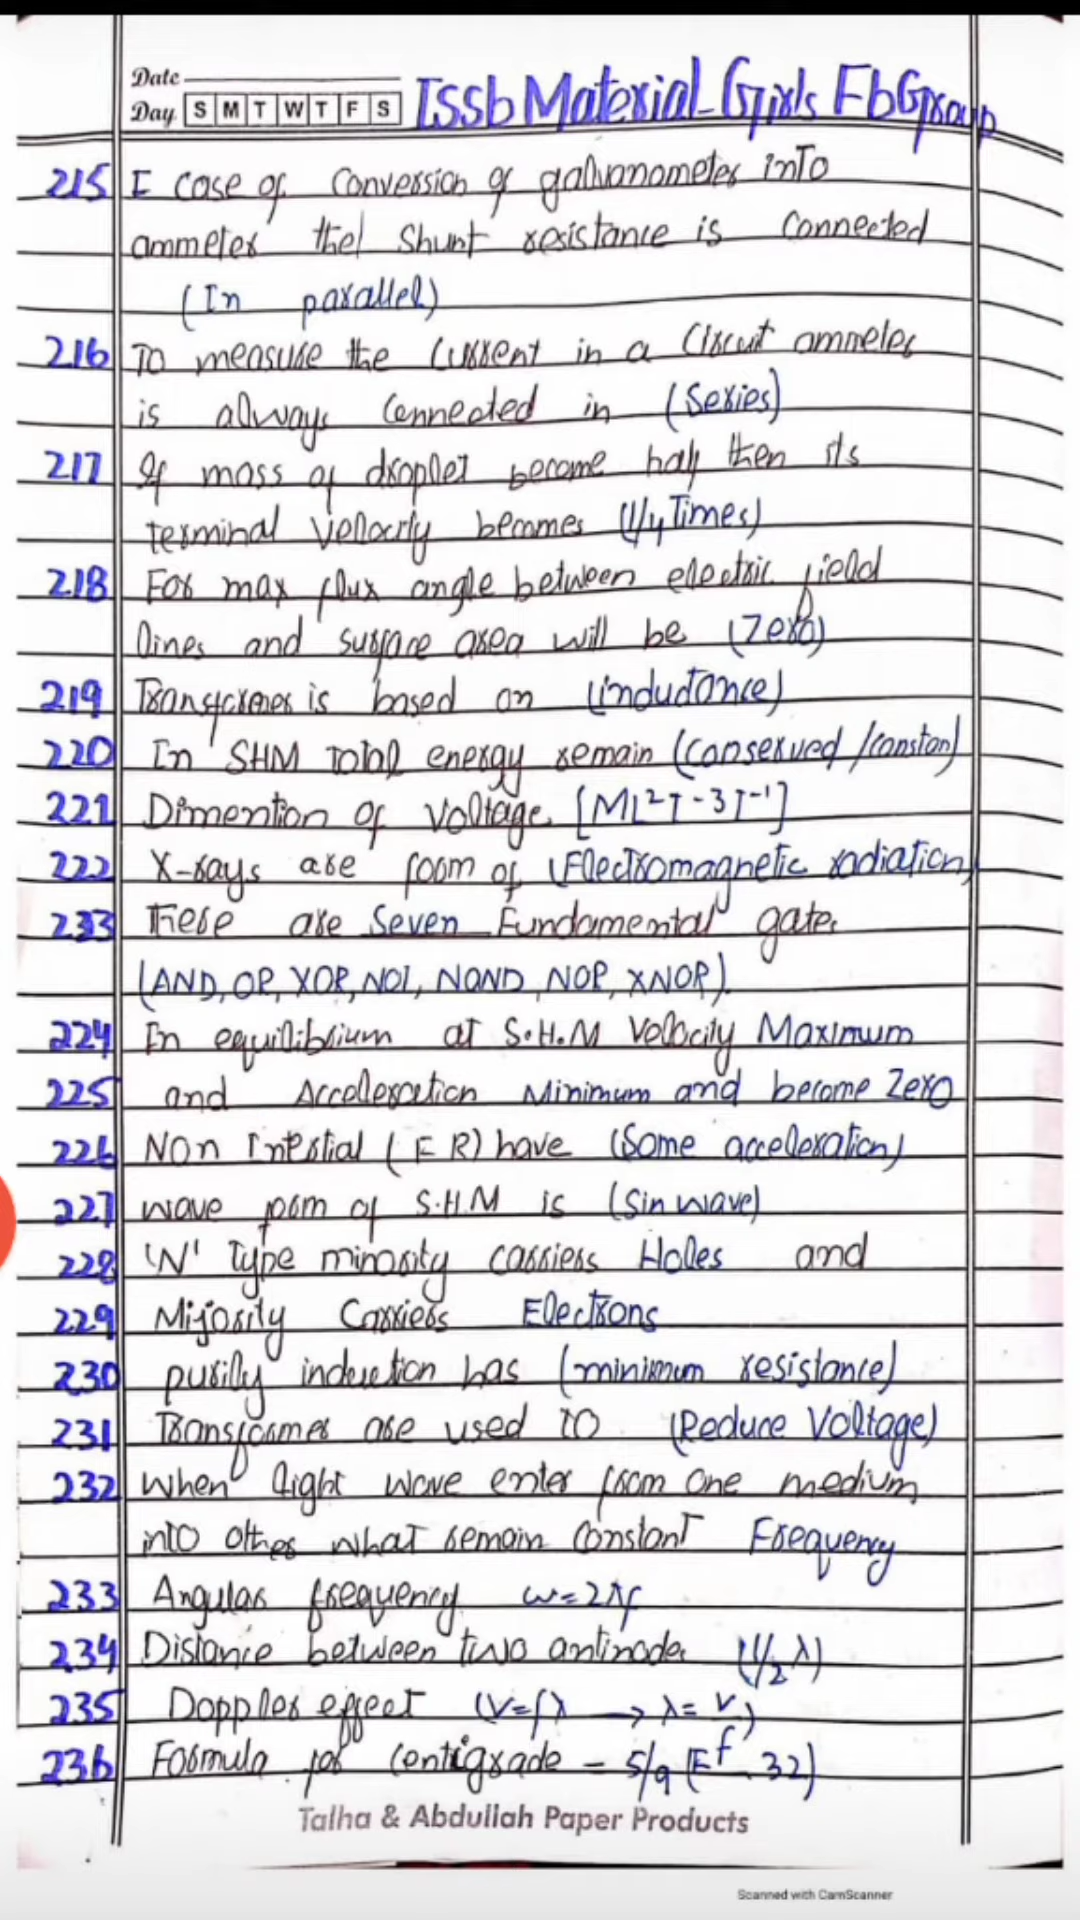 Date
Day S M T W T F S Issb Material Girls Fb Group
215 I case of Conversion of galvanometer into
ammeter the shunt resistance is connected
(In parallel)
216 To measure the current in a circuit ammeter
is always connected in (Series)
217 If mass of droplet become half then its
terminal velocity becomes (1/4 Times)
218 For max flux angle between electric field
lines and surface area will be (Zero)
219 Transformer is based on (indudtance)
220 In SHM total energy remain (conserved /constan)
221 Dimention of voltage [ML²T-3I-¹]
222 X-rays are foom of (Electromagnetic radiation)
233 These are Seven Fundamental gate.
(AND, OR, XOR, NOT, NAND, NOR, XNOR).
224 In equilibrium at S.H.M Velocity Maximum
225 and Acceleration Minimum and become Zero
226 Non Inertial (F R) have (Some acceleration)
227 wave form of S.H.M is (Sin wave)
228 'N' type minority carriers Holes and
229 Mijority Carriers Electrons
230 purily induction has (minimum resistance)
231 Transformer are used to (Reduce Voltage)
232 When light wave enter from one medium
into other what remain constant Frequency
233 Angular frequency ω=2πf
234 Distance between two antinode. (1/2 λ)
235 Doppler effect (v=fλ → λ= v/f)
236 Formula for Centigrade = 5/9 (F - 32)
Talha & Abdullah Paper Products
Scanned with CamScanner